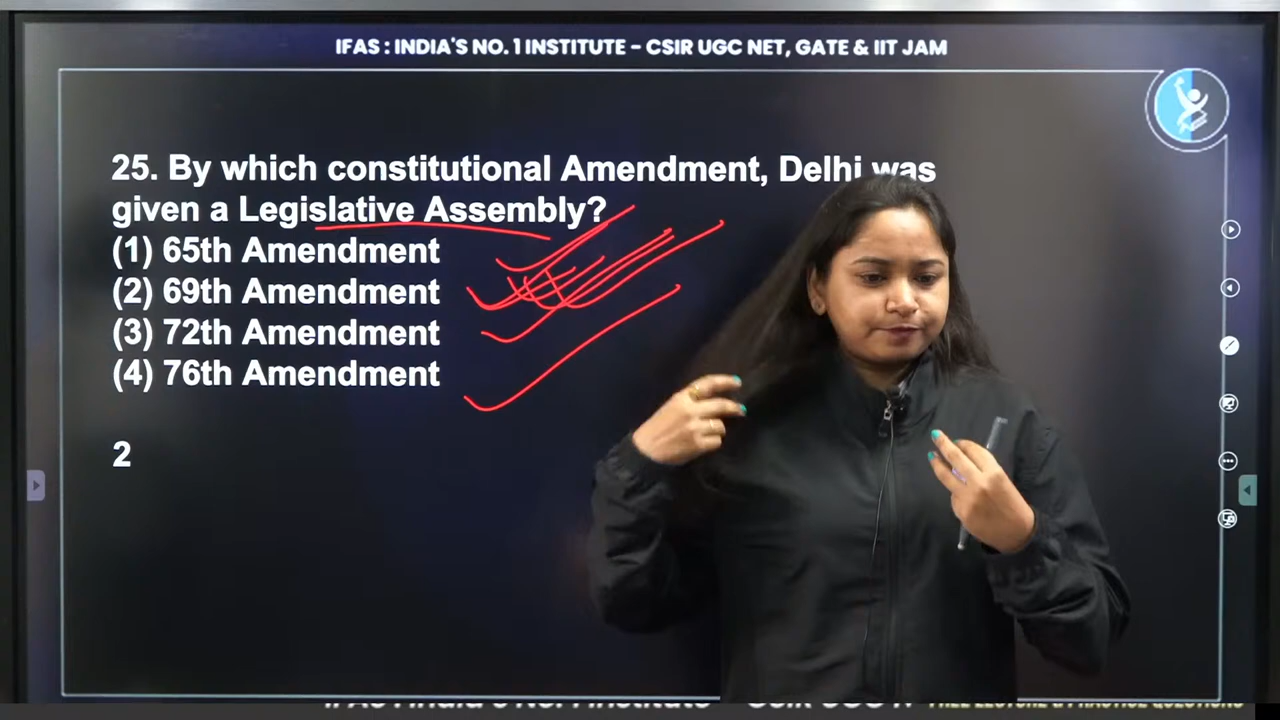 IFAS : INDIA'S NO. 1 INSTITUTE – CSIR UGC NET, GATE & IIT JAM
25. By which constitutional Amendment, Delhi was
given a Legislative Assembly?
(1) 65th Amendment
(2) 69th Amendment
(3) 72th Amendment
(4) 76th Amendment
2